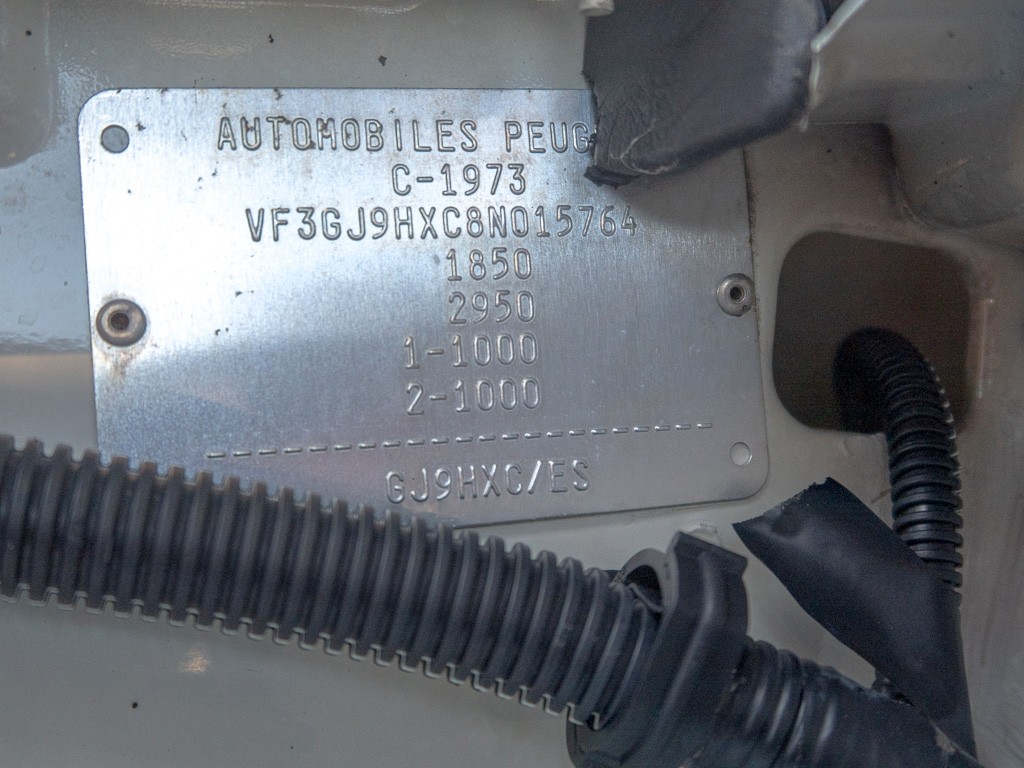 AUTOMOBILES PEUG
C-1973
VF3GJ9HXC8N015764
1850
2950
1-1000
2-1000
GJ9HXC/ES